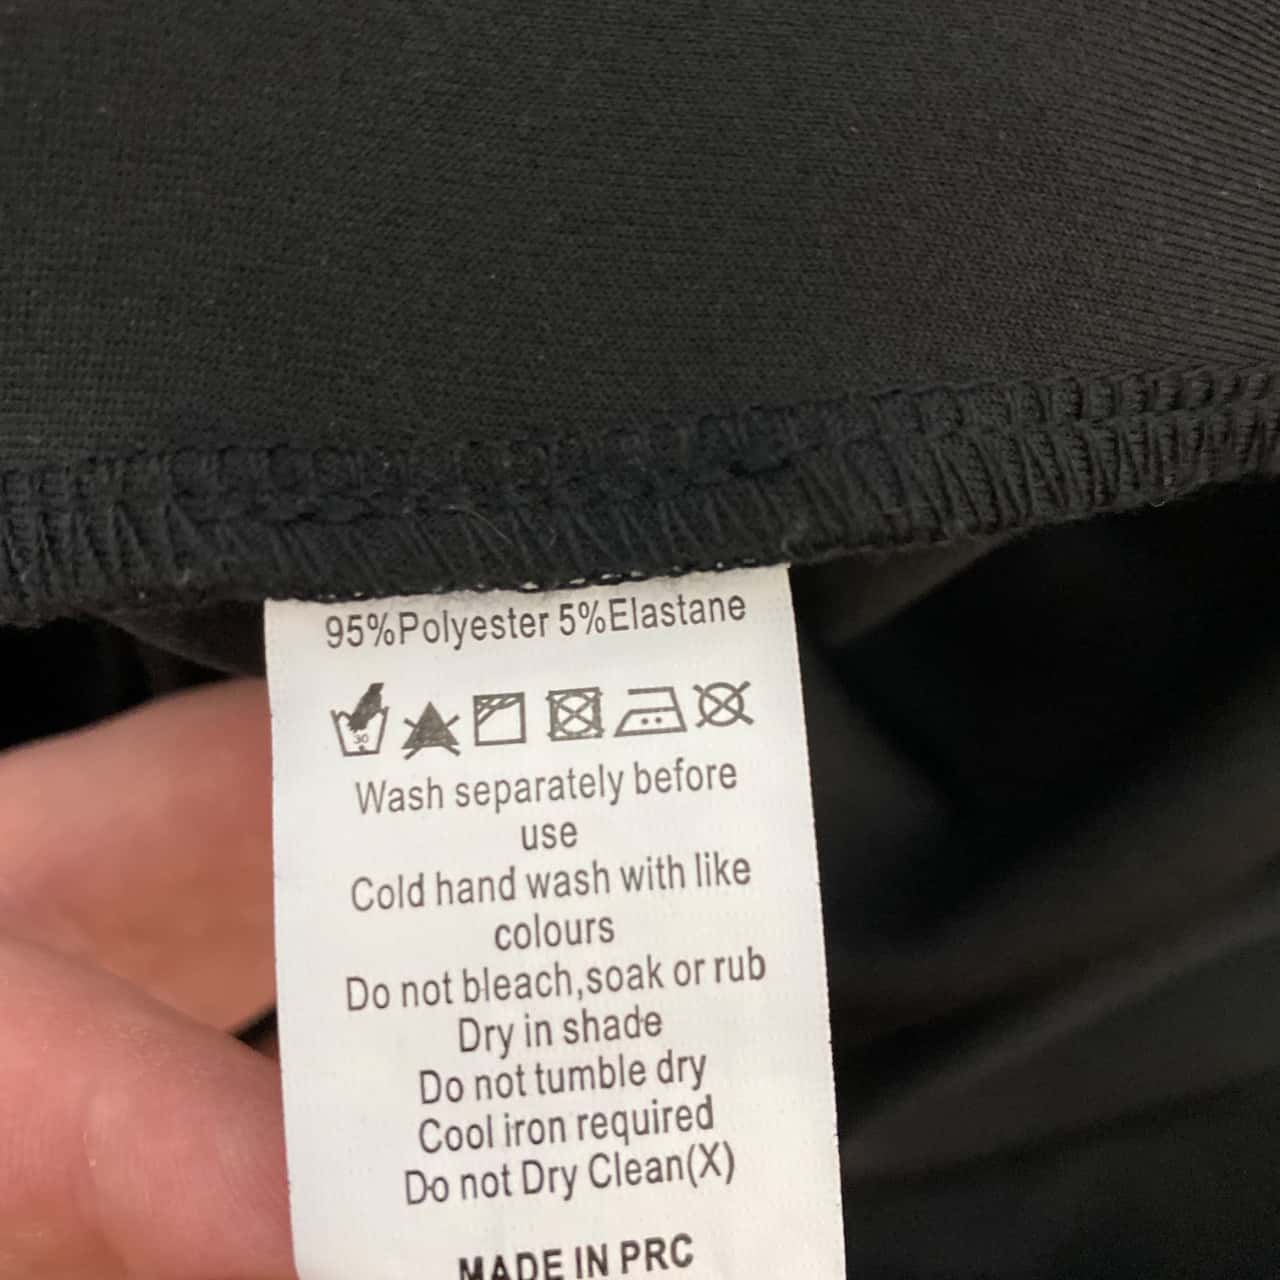 95%Polyester 5%Elastane
30
Wash separately before
use
Cold hand wash with like
colours
Do not bleach,soak or rub
Dry in shade
Do not tumble dry
Cool iron required
Do not Dry Clean(X)
MADE IN PRC